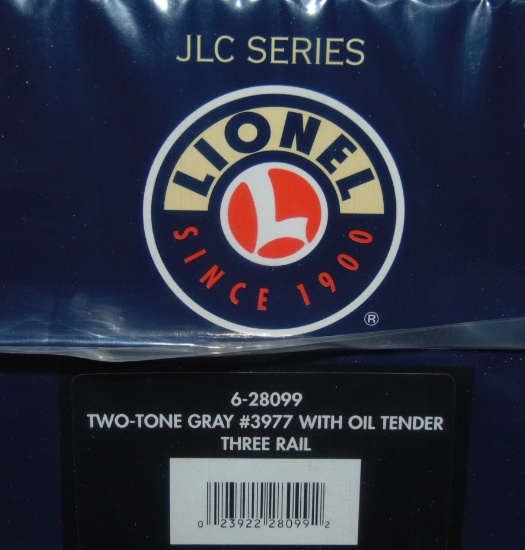 JLC SERIES
LIONEL
L
SINCE 1900
®
6-28099
TWO-TONE GRAY #3977 WITH OIL TENDER
THREE RAIL
0 23922 28099 2